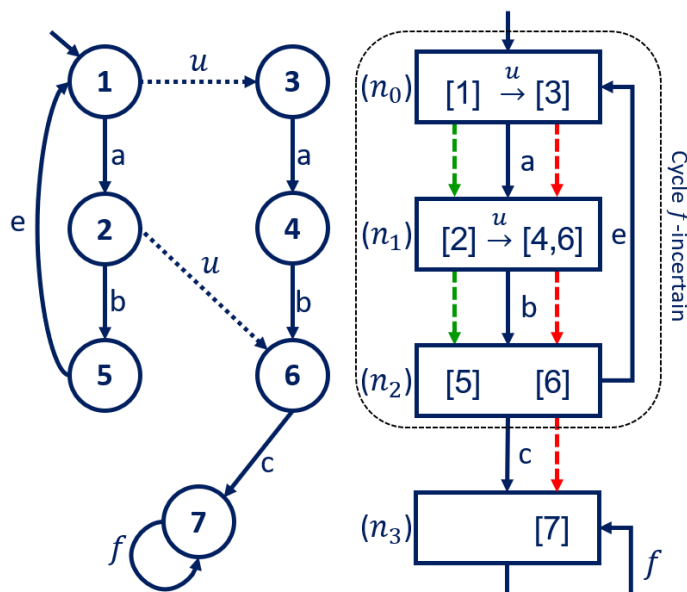 1
u
3
a
a
2
4
e
u
b
b
5
6
c
7
f
(n₀)
[1] u → [3]
a
(n₁)
[2] u → [4,6]
b
e
(n₂)
[5] [6]
Cycle f-incertain
c
(n₃)
[7]
f